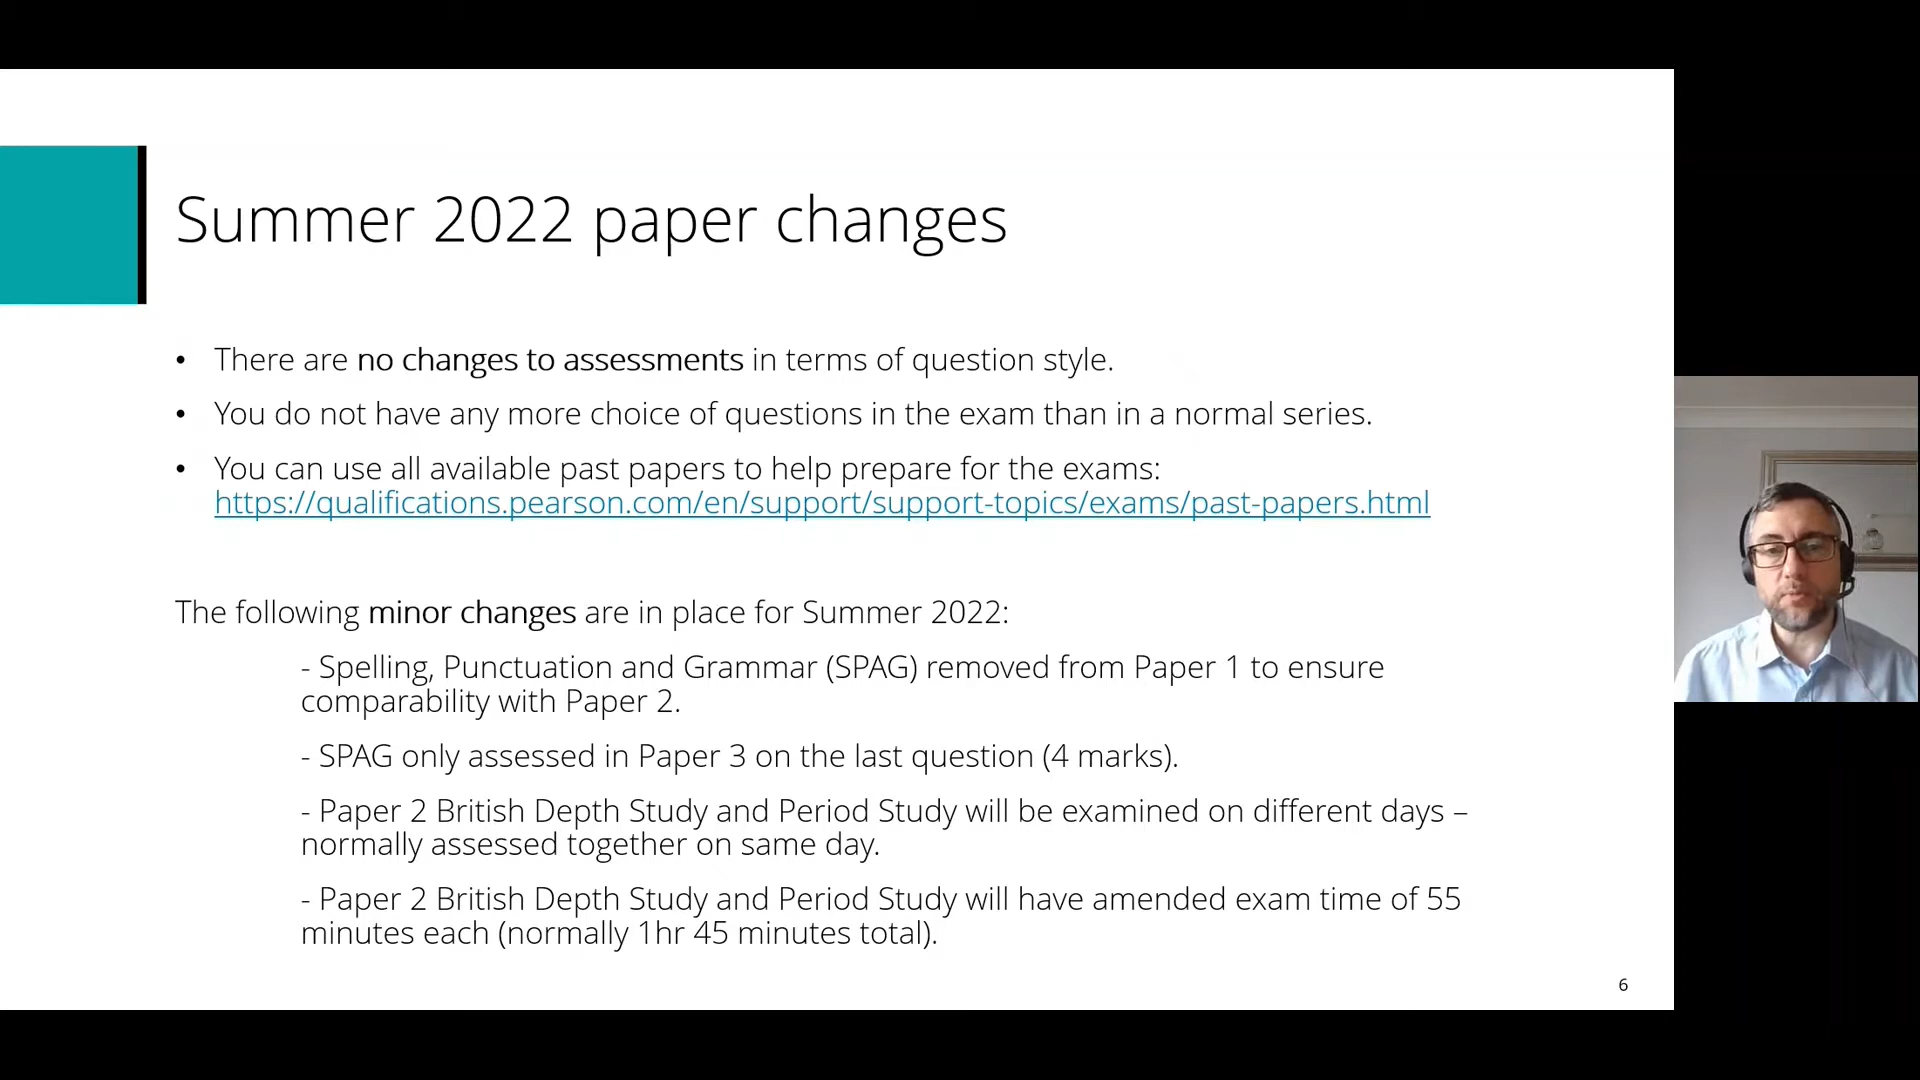 Summer 2022 paper changes
• There are no changes to assessments in terms of question style.
• You do not have any more choice of questions in the exam than in a normal series.
• You can use all available past papers to help prepare for the exams:
https://qualifications.pearson.com/en/support/support-topics/exams/past-papers.html
The following minor changes are in place for Summer 2022:
- Spelling, Punctuation and Grammar (SPAG) removed from Paper 1 to ensure
comparability with Paper 2.
- SPAG only assessed in Paper 3 on the last question (4 marks).
- Paper 2 British Depth Study and Period Study will be examined on different days –
normally assessed together on same day.
- Paper 2 British Depth Study and Period Study will have amended exam time of 55
minutes each (normally 1hr 45 minutes total).
6